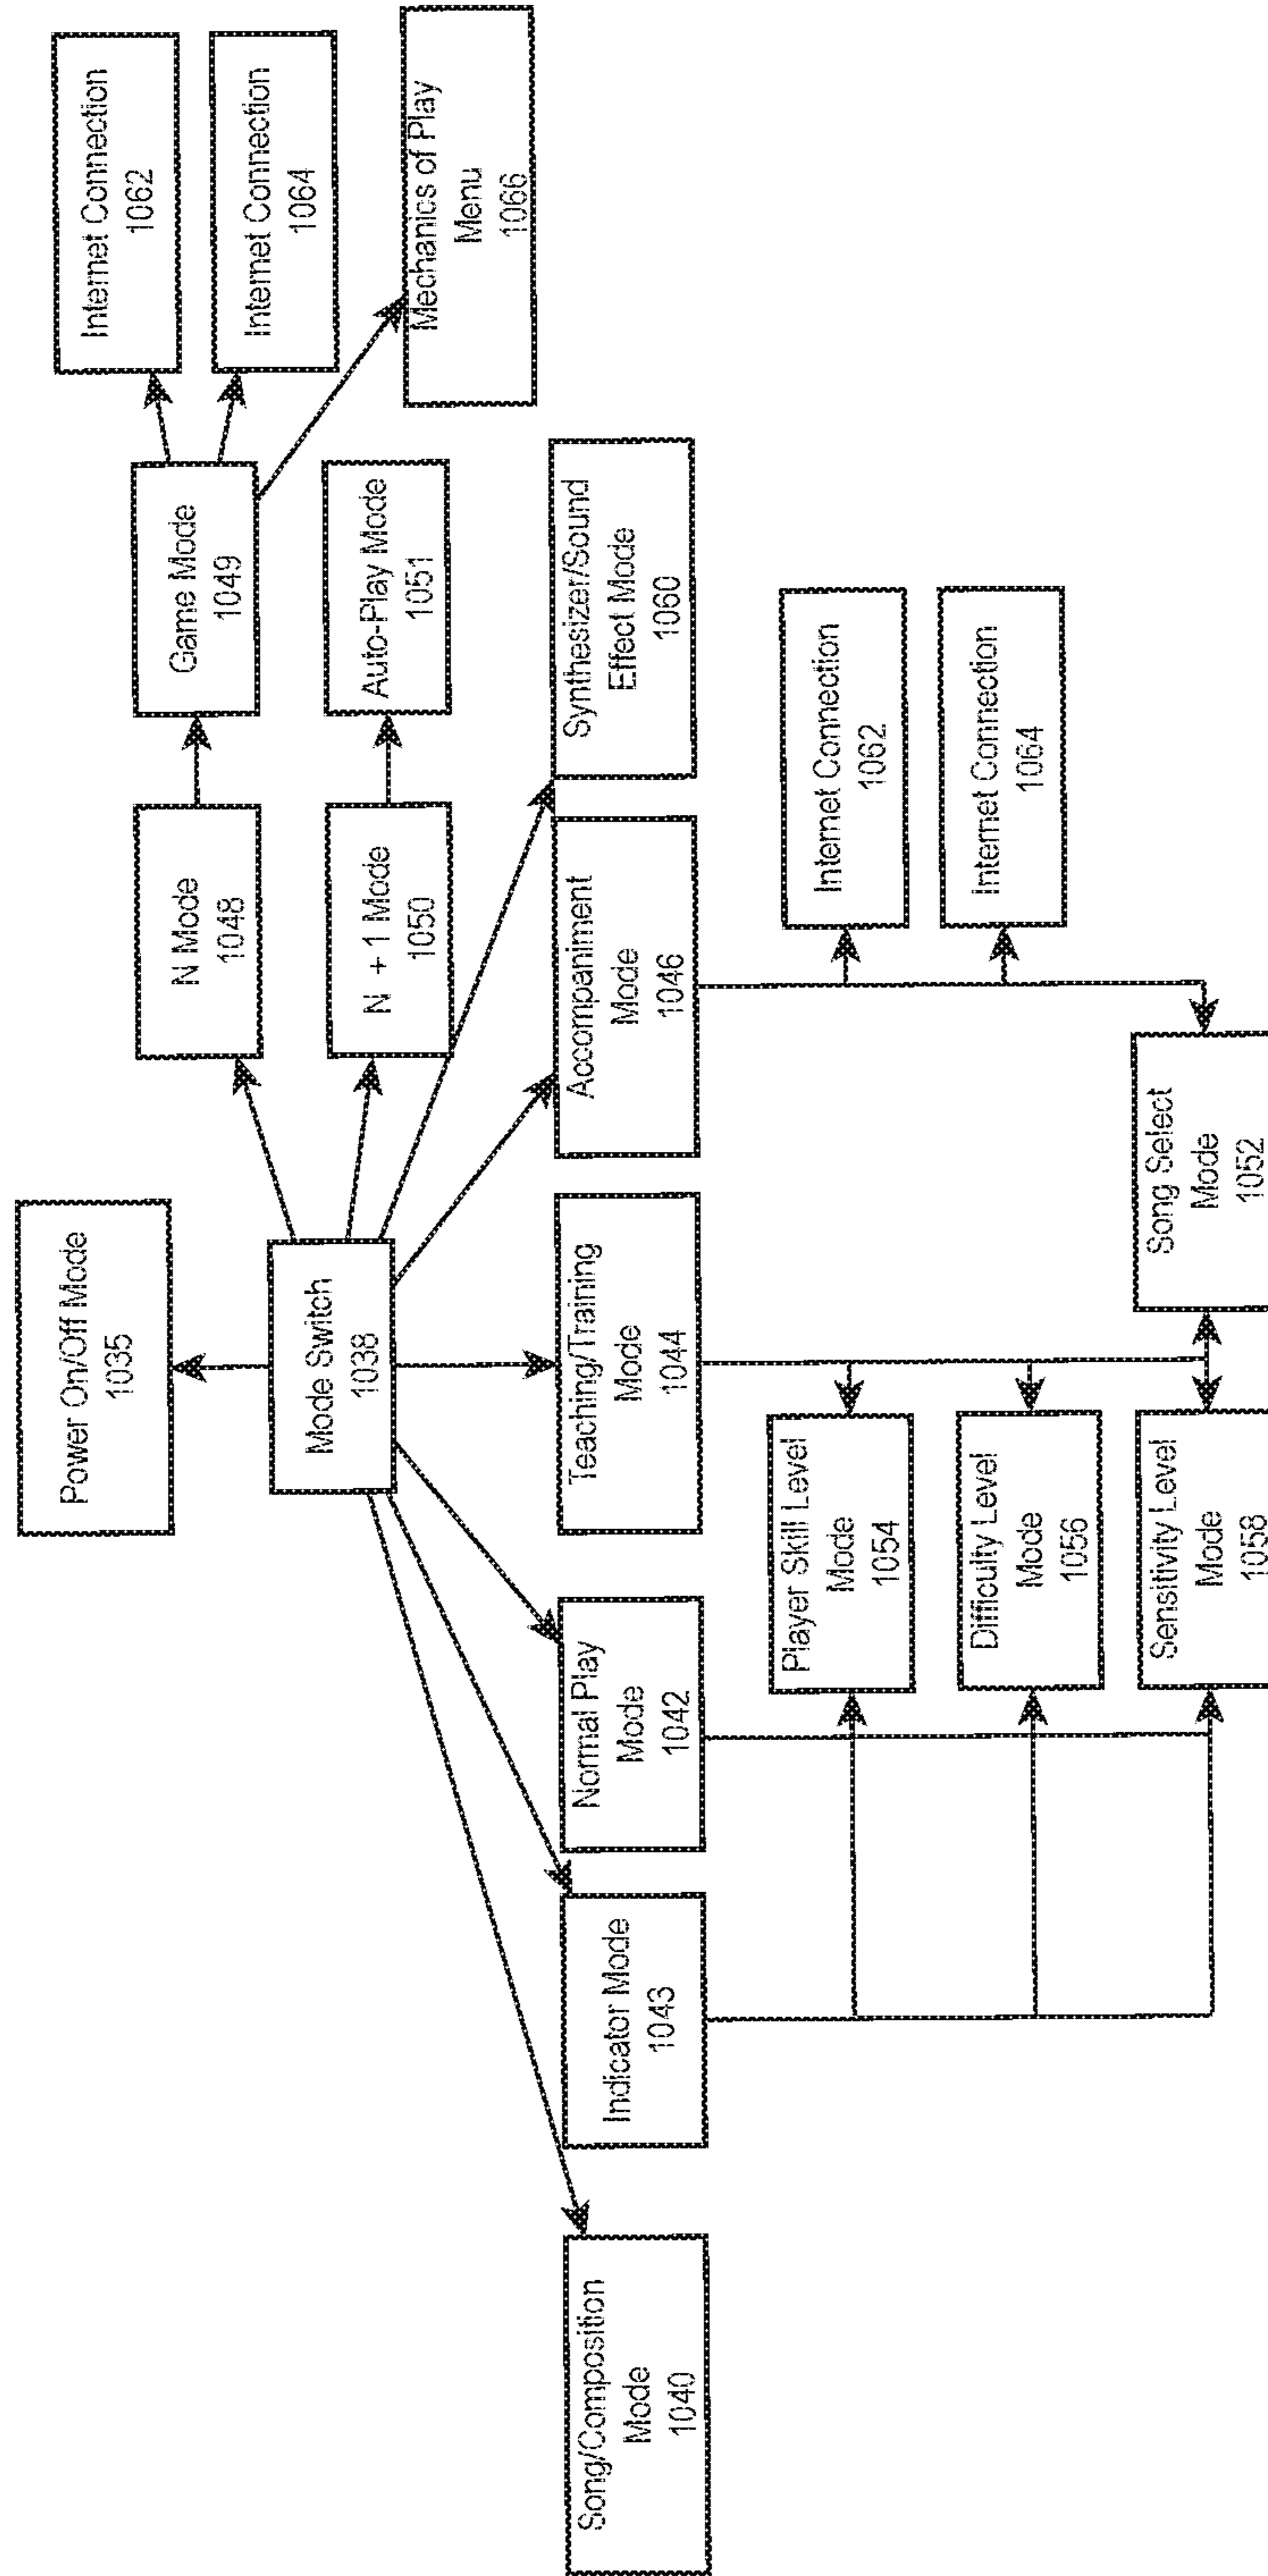 Power On/Off Mode
1035
Mode Switch
1038
N Mode
1048
Game Mode
1049
Internet Connection
1062
Internet Connection
1064
N + 1 Mode
1050
Auto-Play Mode
1051
Mechanics of Play
Menu
1066
Song/Composition
Mode
1040
Indicator Mode
1043
Normal Play
Mode
1042
Teaching/Training
Mode
1044
Accompaniment
Mode
1046
Synthesizer/Sound
Effect Mode
1060
Player Skill Level
Mode
1054
Internet Connection
1062
Difficulty Level
Mode
1056
Internet Connection
1064
Sensitivity Level
Mode
1058
Song Select
Mode
1052